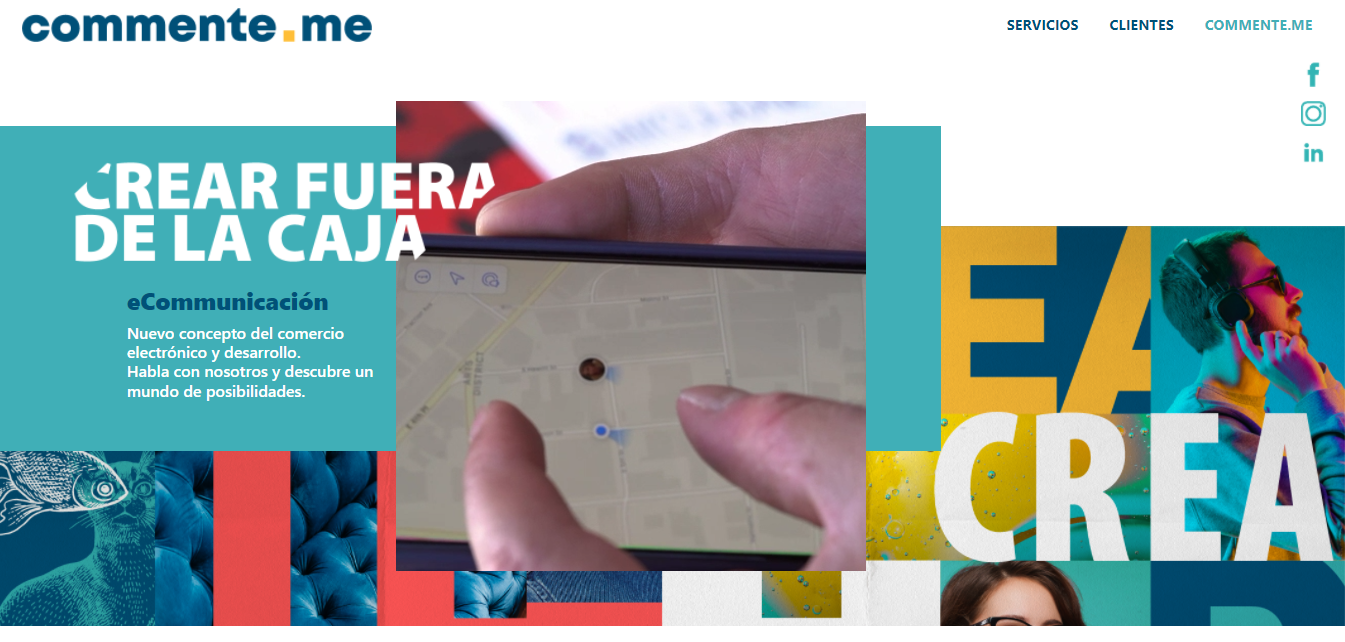 commente.me
SERVICIOS CLIENTES COMMENTE.ME
f
in
CREAR FUERA
DE LA CAJA
eCommunicación
Nuevo concepto del comercio
electrónico y desarrollo.
Habla con nosotros y descubre un
mundo de posibilidades.
EA
CREA